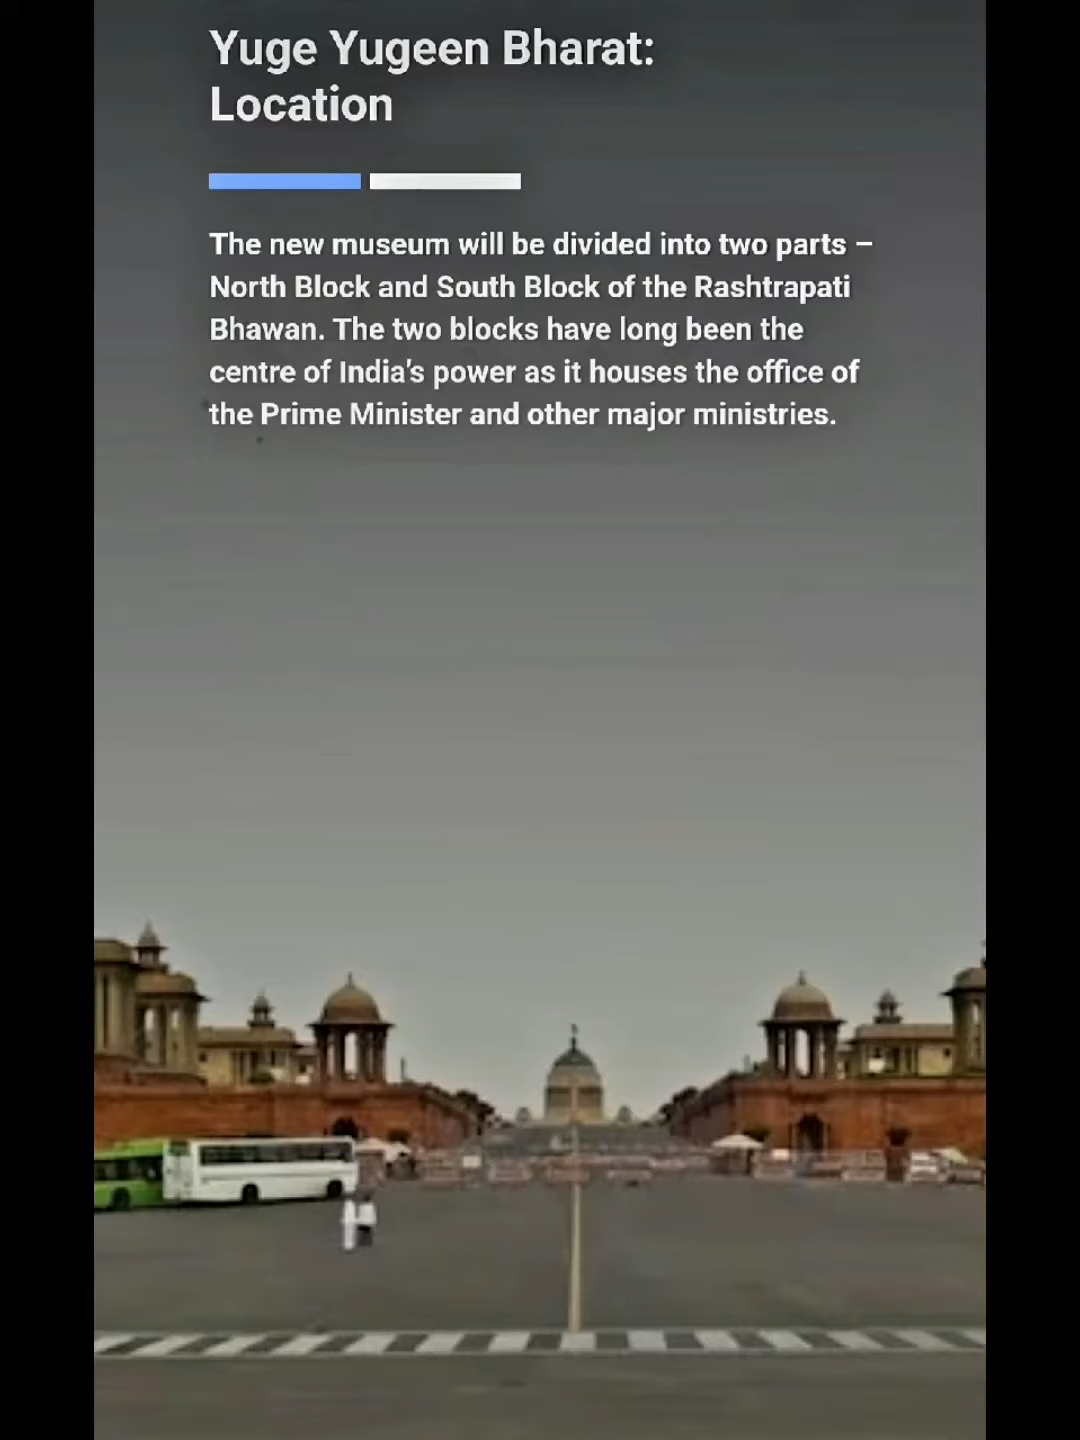 Yuge Yugeen Bharat:
Location
The new museum will be divided into two parts –
North Block and South Block of the Rashtrapati
Bhawan. The two blocks have long been the
centre of India's power as it houses the office of
the Prime Minister and other major ministries.